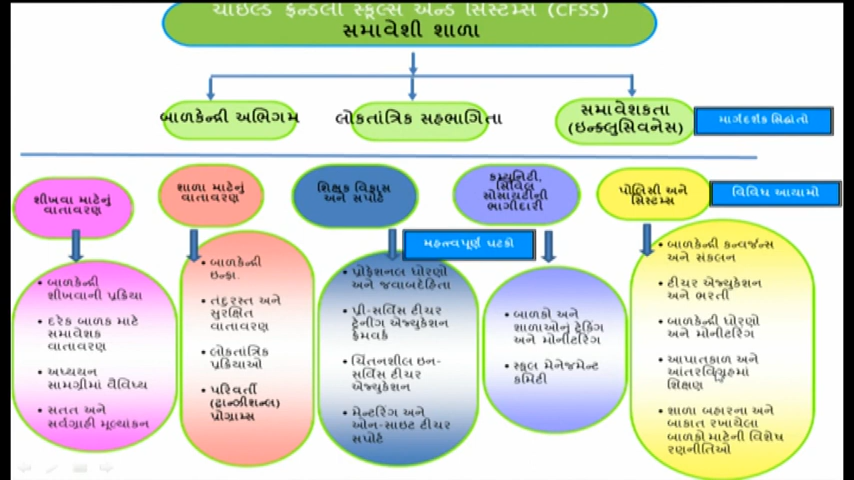 ચાઇલ્ડ ફ્રેન્ડલી સ્કૂલ્સ એન્ડ સિસ્ટમ્સ (CFSS)
સમાવેશી શાળા
બાળકેન્દ્રી અભિગમ
લોકતાંત્રિક સહભાગિતા
સમાવેશકતા
(ઇન્ક્લુસિવનેસ)
માર્ગદર્શક સિદ્ધાંતો
શીખવા માટેનું
વાતાવરણ
શાળા માટેનું
વાતાવરણ
શિક્ષક વિકાસ
અને સપોર્ટ
કમ્યુનિટી,
સિવિલ
સોસાયટીની
ભાગીદારી
પોલિસી અને
સિસ્ટમ્સ
વિવિધ આયામો
મહત્ત્વપૂર્ણ ઘટકો
• બાળકેન્દ્રી
શીખવાની પ્રક્રિયા
• દરેક બાળક માટે
સમાવેશક
વાતાવરણ
• અધ્યયન
સામગ્રીમાં વૈવિધ્ય
• સતત અને
સર્વગ્રાહી મૂલ્યાંકન
• બાળકેન્દ્રી
ઇન્ફ્રા.
• તંદુરસ્ત અને
સુરક્ષિત
વાતાવરણ
• લોકતાંત્રિક
પ્રક્રિયાઓ
• પરિવર્તી
(ટ્રાન્ઝીશન્લ)
પ્રોગ્રામ્સ
• પ્રોફેશનલ ધોરણો
અને જવાબદેહિતા
• પ્રી-સર્વિસ ટીચર
ટ્રેનીંગ એજ્યુકેશન
ફ્રેમવર્ક
• ચિંતનશીલ ઇન-
સર્વિસ ટીચર
એજ્યુકેશન
• મેન્ટરિંગ અને
ઓન-સાઇટ ટીચર
સપોર્ટ
• બાળકો અને
શાળાઓનું ટ્રેકિંગ
અને મોનીટરિંગ
• સ્કૂલ મેનેજમેન્ટ
કમિટી
• બાળકેન્દ્રી કન્વર્જન્સ
અને સંકલન
• ટીચર એજ્યુકેશન
અને ભરતી
• બાળકેન્દ્રી ધોરણો
અને મોનીટરિંગ
• આપાતકાળ અને
આંતરવિગ્રહમાં
શિક્ષણ
• શાળા બહારના અને
બાકાત રખાયેલા
બાળકો માટેની વિશેષ
રણનીતિઓ